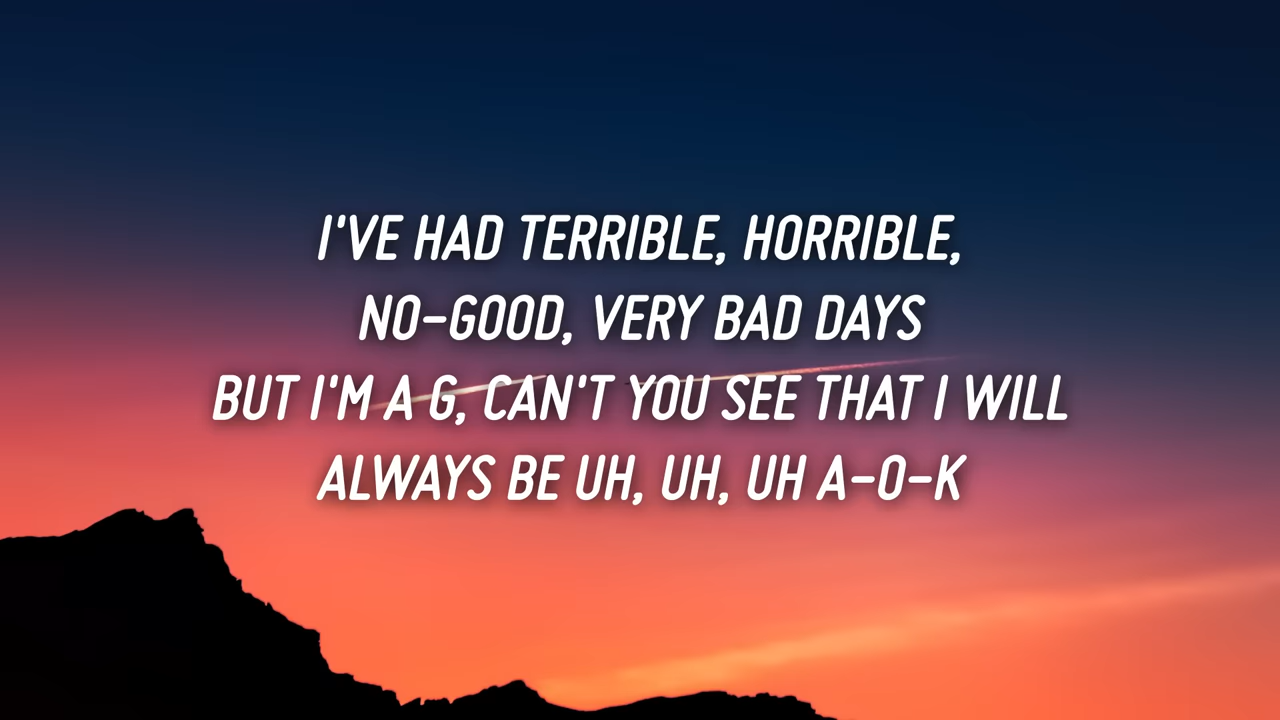 I'VE HAD TERRIBLE, HORRIBLE,
NO-GOOD, VERY BAD DAYS
BUT I'M A G, CAN'T YOU SEE THAT I WILL
ALWAYS BE UH, UH, UH A-O-K